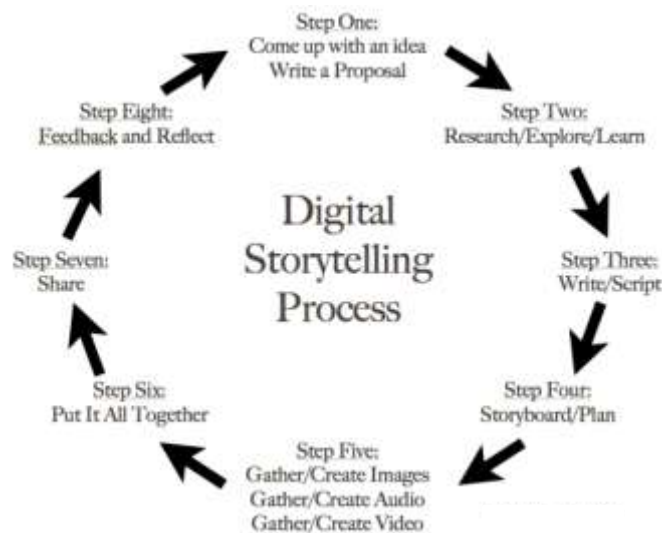 Step One:
Come up with an idea
Write a Proposal
Step Two:
Research/Explore/Learn
Step Three:
Write/Script
Step Four:
Storyboard/Plan
Step Five:
Gather/Create Images
Gather/Create Audio
Gather/Create Video
Step Six:
Put It All Together
Step Seven:
Share
Step Eight:
Feedback and Reflect
Digital
Storytelling
Process